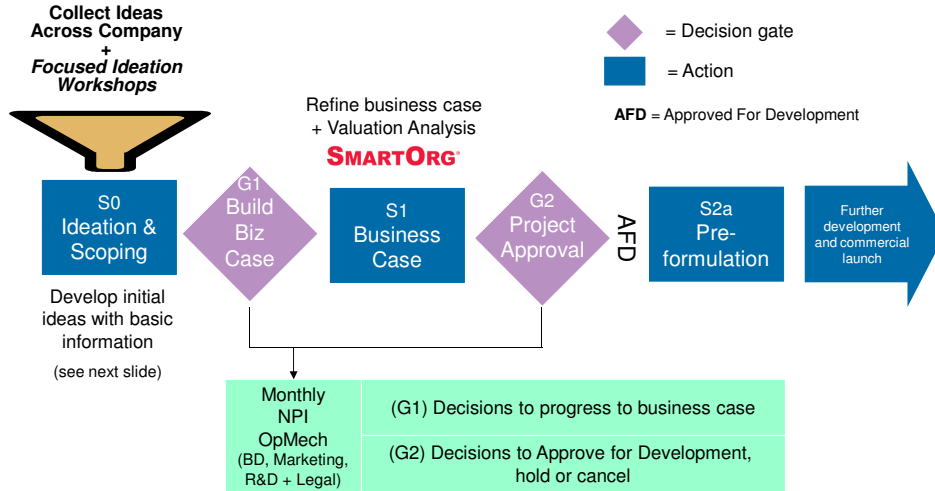 Collect Ideas
Across Company
+
Focused Ideation
Workshops
= Decision gate
= Action
AFD = Approved For Development
Refine business case
+ Valuation Analysis
SMARTORG®
S0
Ideation &
Scoping
G1
Build
Biz
Case
S1
Business
Case
G2
Project
Approval
AFD
S2a
Pre-
formulation
Further
development
and commercial
launch
Develop initial
ideas with basic
information
(see next slide)
Monthly
NPI
OpMech
(BD, Marketing,
R&D + Legal)
(G1) Decisions to progress to business case
(G2) Decisions to Approve for Development,
hold or cancel